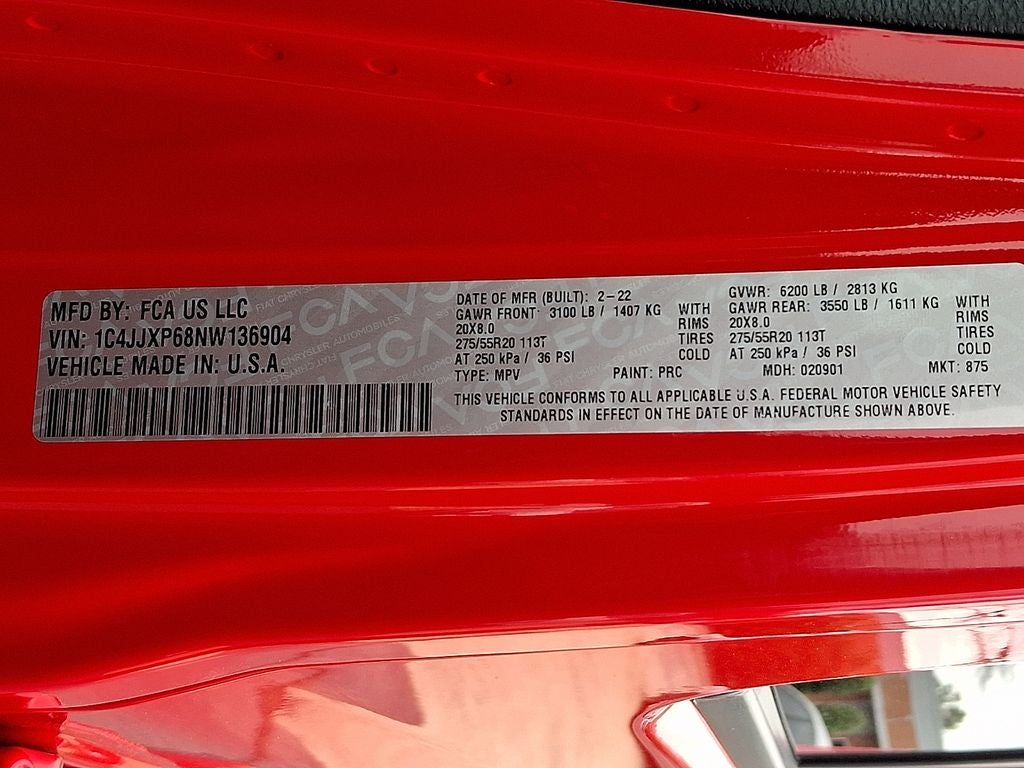 MFD BY: FCA US LLC
VIN: 1C4JJXP68NW136904
VEHICLE MADE IN: U.S.A.
DATE OF MFR (BUILT): 2-22
GAWR FRONT: 3100 LB / 1407 KG WITH
20X8.0 RIMS
275/55R20 113T TIRES
AT 250 kPa / 36 PSI COLD
GVWR: 6200 LB / 2813 KG
GAWR REAR: 3550 LB / 1611 KG WITH
20X8.0 RIMS
275/55R20 113T TIRES
AT 250 kPa / 36 PSI COLD
TYPE: MPV PAINT: PRC MDH: 020901 MKT: 875
THIS VEHICLE CONFORMS TO ALL APPLICABLE U.S.A. FEDERAL MOTOR VEHICLE SAFETY
STANDARDS IN EFFECT ON THE DATE OF MANUFACTURE SHOWN ABOVE.